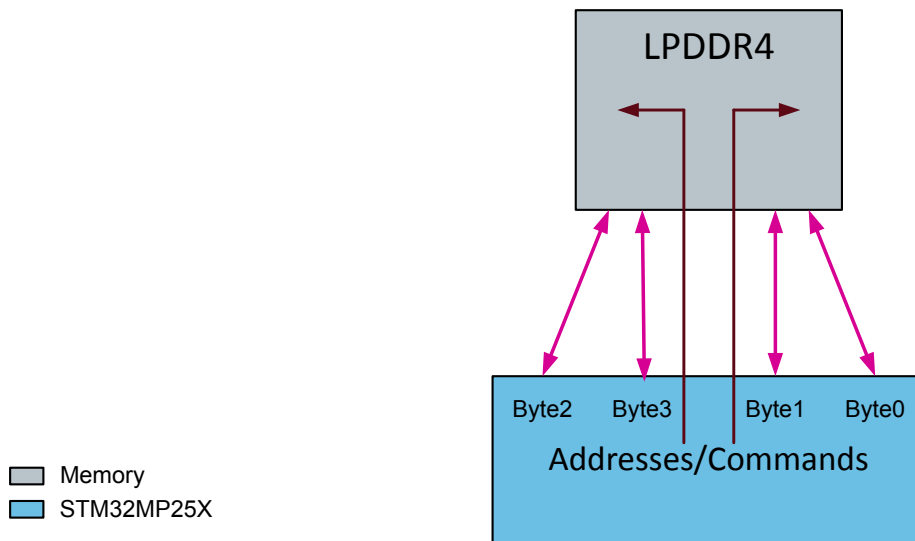 LPDDR4
Byte2 Byte3 Byte1 Byte0
Addresses/Commands
Memory
STM32MP25X